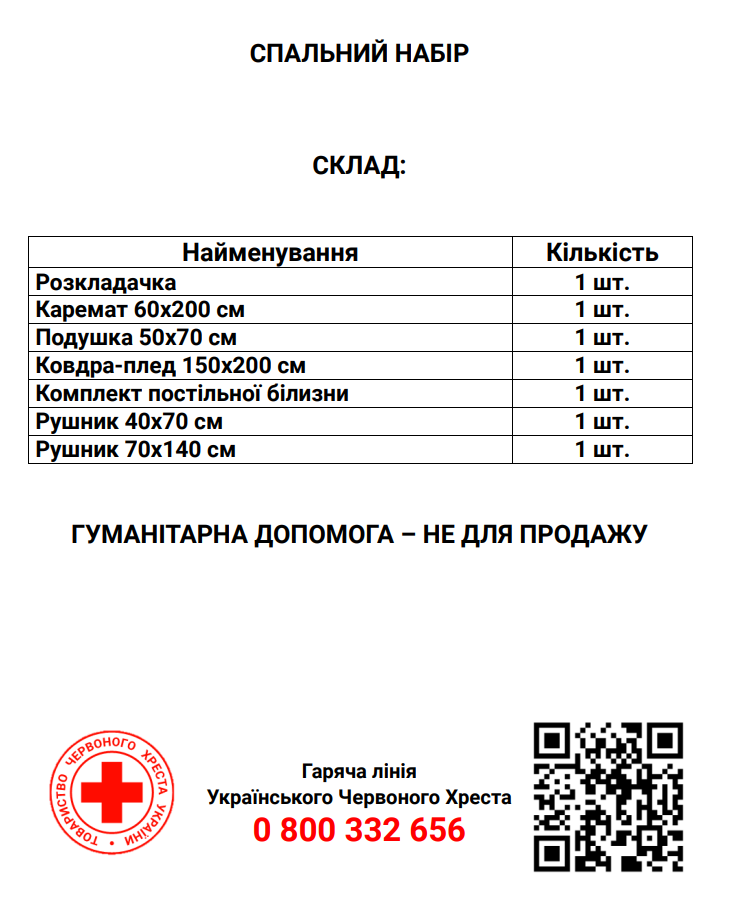 СПАЛЬНИЙ НАБІР
СКЛАД:
Найменування Кількість
Розкладачка 1 шт.
Каремат 60х200 см 1 шт.
Подушка 50х70 см 1 шт.
Ковдра-плед 150х200 см 1 шт.
Комплект постільної білизни 1 шт.
Рушник 40х70 см 1 шт.
Рушник 70х140 см 1 шт.
ГУМАНІТАРНА ДОПОМОГА – НЕ ДЛЯ ПРОДАЖУ
ТОВАРИСТВО ЧЕРВОНОГО ХРЕСТА УКРАЇНИ •
Гаряча лінія
Українського Червоного Хреста
0 800 332 656